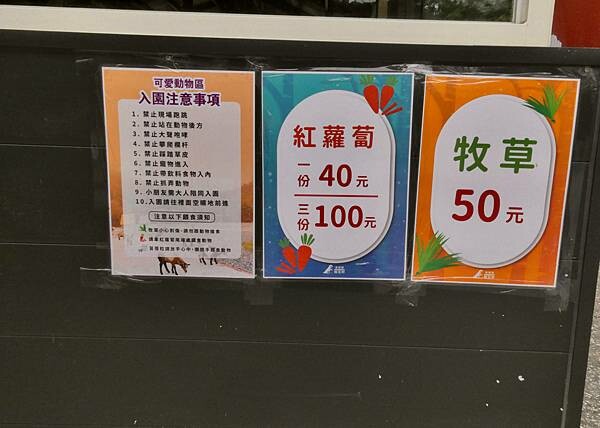 可愛動物區
入園注意事項
1. 禁止現場跑跳
2. 禁止站在動物後方
3. 禁止大聲咆哮
4. 禁止攀爬欄杆
5. 禁止踩踏草皮
6. 禁止寵物進入
7. 禁止帶飲料食物入內
8. 禁止抓弄動物
9. 小朋友需大人陪同入園
10. 入園請往裡面空曠地前進
注意以下餵食須知
紅蘿蔔
一份 40元
三份 100元
牧草
50元